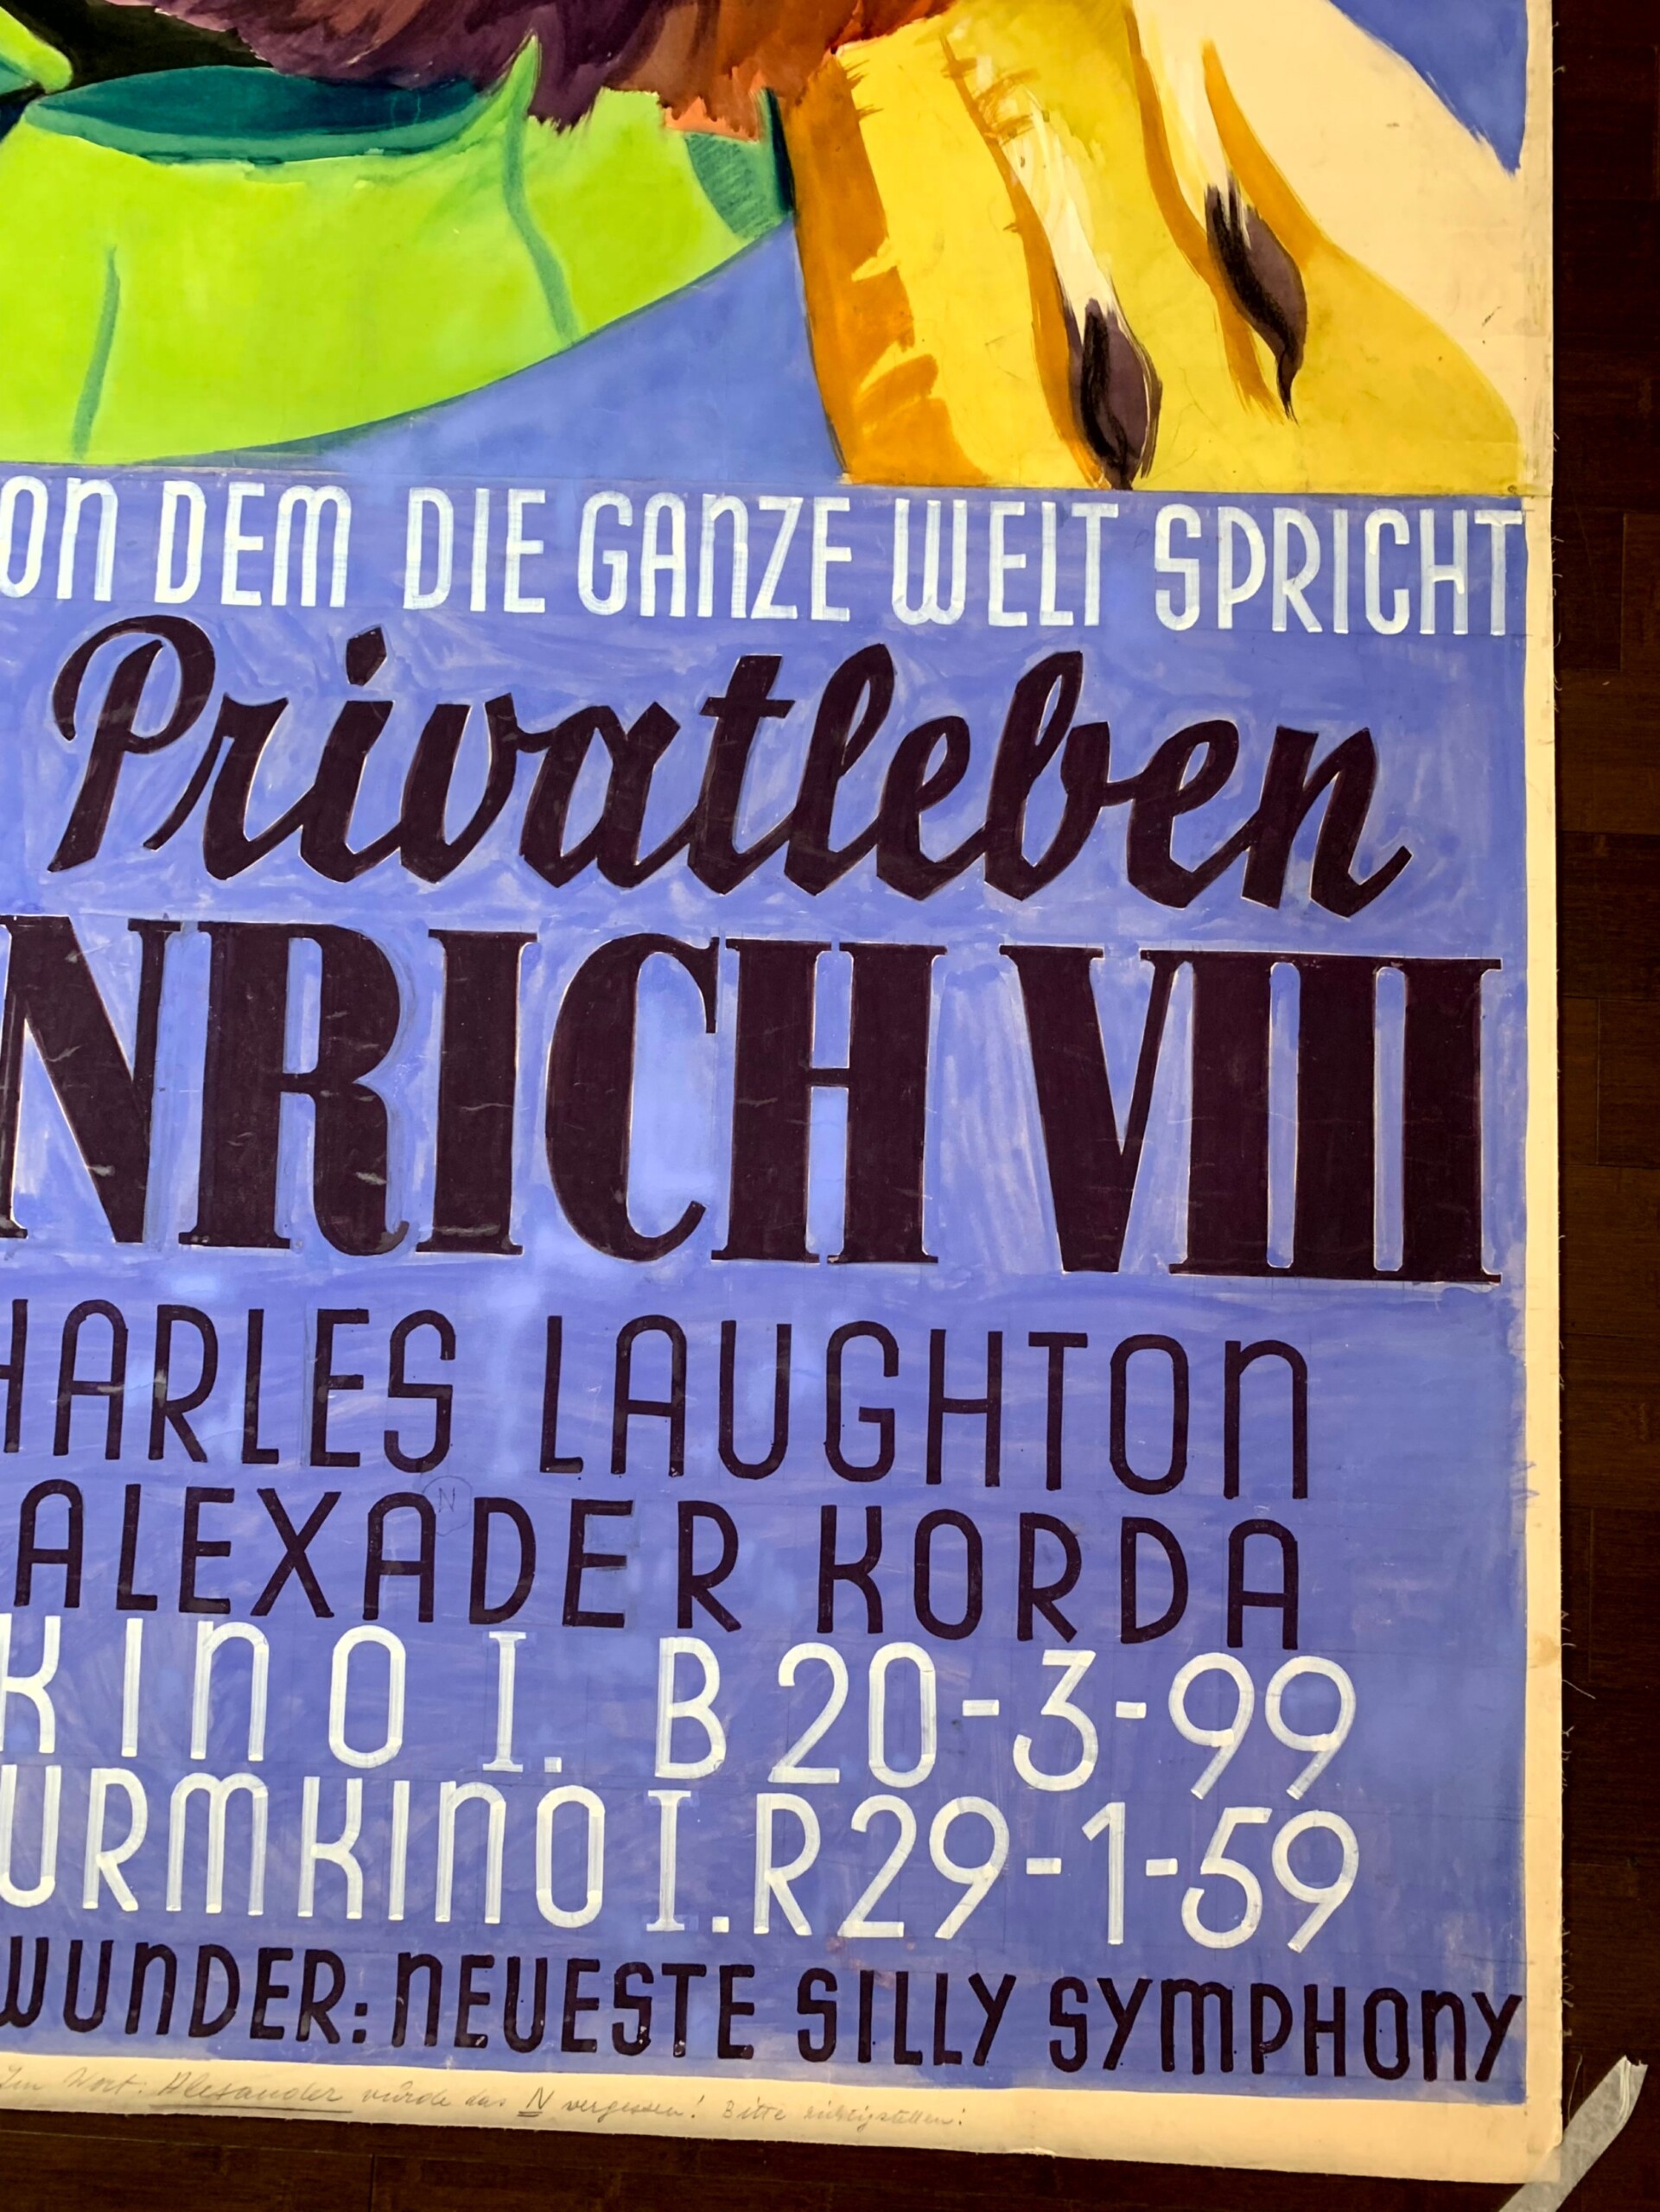 ON DEM DIE GANZE WELT SPRICHT
Privatleben
NRICH VIII
HARLES LAUGHTON
N
ALEXADER KORDA
KINO I. B 20-3-99
URMKINO I. R 29-1-59
WUNDER: NEUESTE SILLY SYMPHONY
Im Wort: Alexander würde das N vergessen! Bitte richtigstellen!